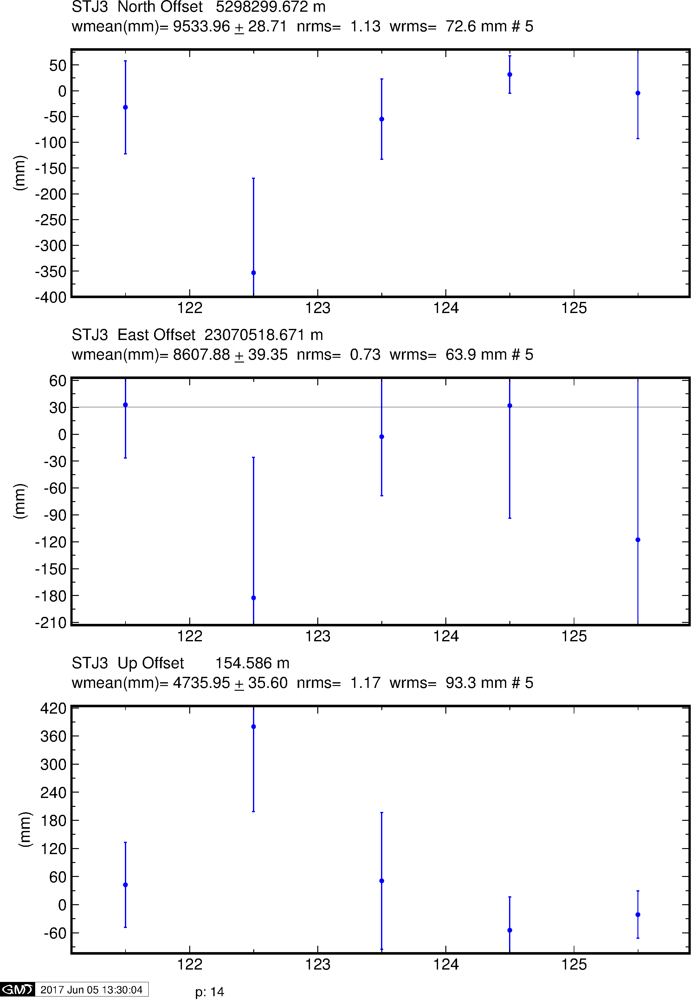 STJ3 North Offset 5298299.672 m
wmean(mm)= 9533.96 ± 28.71 nrms= 1.13 wrms= 72.6 mm # 5
50
0
-50
-100
-150
-200
-250
-300
-350
-400
(mm)
122 123 124 125
STJ3 East Offset 23070518.671 m
wmean(mm)= 8607.88 ± 39.35 nrms= 0.73 wrms= 63.9 mm # 5
60
30
0
-30
-60
-90
-120
-150
-180
-210
(mm)
122 123 124 125
STJ3 Up Offset 154.586 m
wmean(mm)= 4735.95 ± 35.60 nrms= 1.17 wrms= 93.3 mm # 5
420
360
300
240
180
120
60
0
-60
(mm)
122 123 124 125
GMT 2017 Jun 05 13:30:04 p: 14